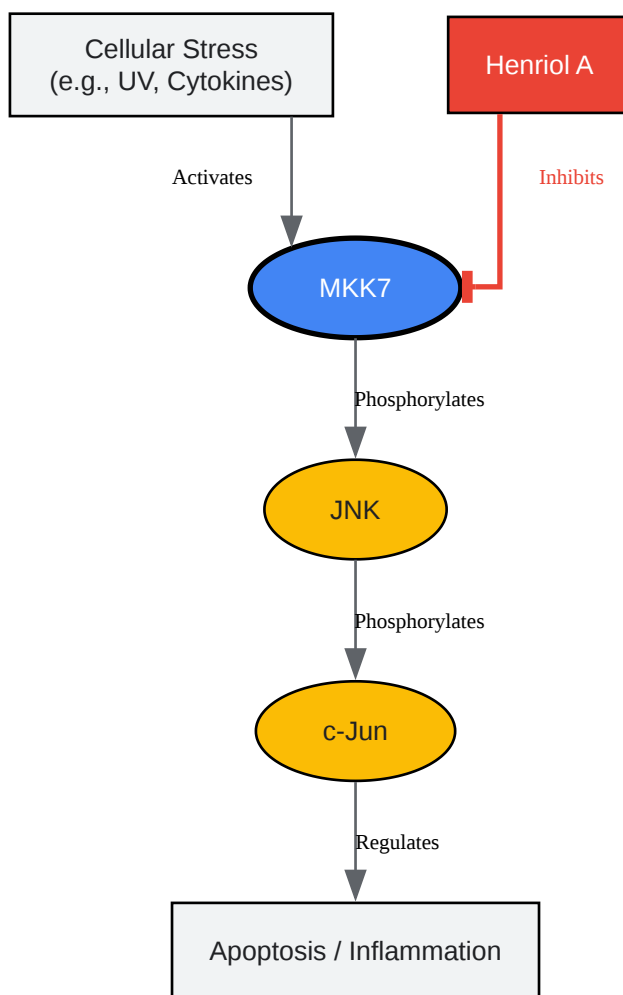 Cellular Stress
(e.g., UV, Cytokines)
Henriol A
Activates
Inhibits
MKK7
Phosphorylates
JNK
Phosphorylates
c-Jun
Regulates
Apoptosis / Inflammation